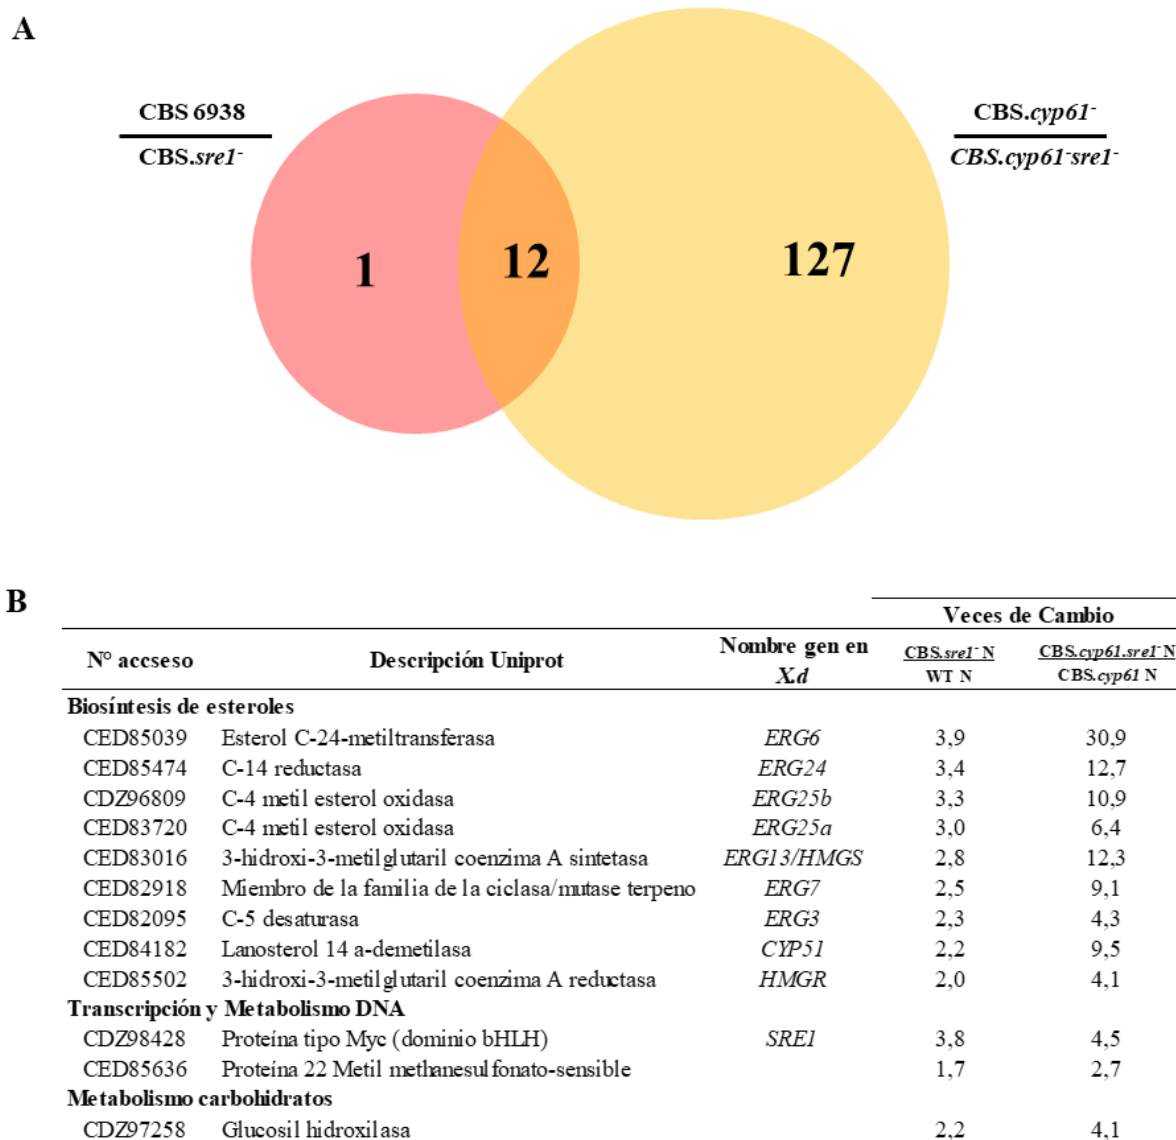 A
CBS 6938
CBS.sre1-
CBS.cyp61-
CBS.cyp61-sre1-
1
12
127
B
Veces de Cambio
N° accseso Descripción Uniprot Nombre gen en X.d CBS.sre1- N WT N CBS.cyp61.sre1- N CBS.cyp61 N
Biosíntesis de esteroles
CED85039 Esterol C-24-metiltransferasa ERG6 3,9 30,9
CED85474 C-14 reductasa ERG24 3,4 12,7
CDZ96809 C-4 metil esterol oxidasa ERG25b 3,3 10,9
CED83720 C-4 metil esterol oxidasa ERG25a 3,0 6,4
CED83016 3-hidroxi-3-metilglutaril coenzima A sintetasa ERG13/HMGS 2,8 12,3
CED82918 Miembro de la familia de la ciclasa/mutase terpeno ERG7 2,5 9,1
CED82095 C-5 desaturasa ERG3 2,3 4,3
CED84182 Lanosterol 14 a-demetilasa CYP51 2,2 9,5
CED85502 3-hidroxi-3-metilglutaril coenzima A reductasa HMGR 2,0 4,1
Transcripción y Metabolismo DNA
CDZ98428 Proteína tipo Myc (dominio bHLH) SRE1 3,8 4,5
CED85636 Proteína 22 Metil methanesulfonato-sensible 1,7 2,7
Metabolismo carbohidratos
CDZ97258 Glucosil hidroxilasa 2,2 4,1